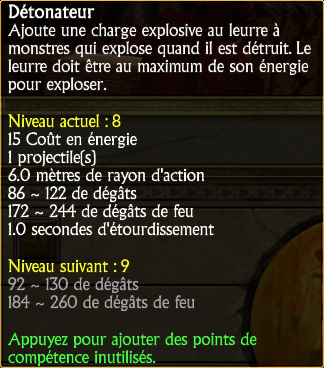 Détonateur
Ajoute une charge explosive au leurre à
monstres qui explose quand il est détruit. Le
leurre doit être au maximum de son énergie
pour exploser.
Niveau actuel : 8
15 Coût en énergie
1 projectile(s)
6.0 mètres de rayon d'action
86 ~ 122 de dégâts
172 ~ 244 de dégâts de feu
1.0 secondes d'étourdissement
Niveau suivant : 9
92 ~ 130 de dégâts
184 ~ 260 de dégâts de feu
Appuyez pour ajouter des points de
compétence inutilisés.